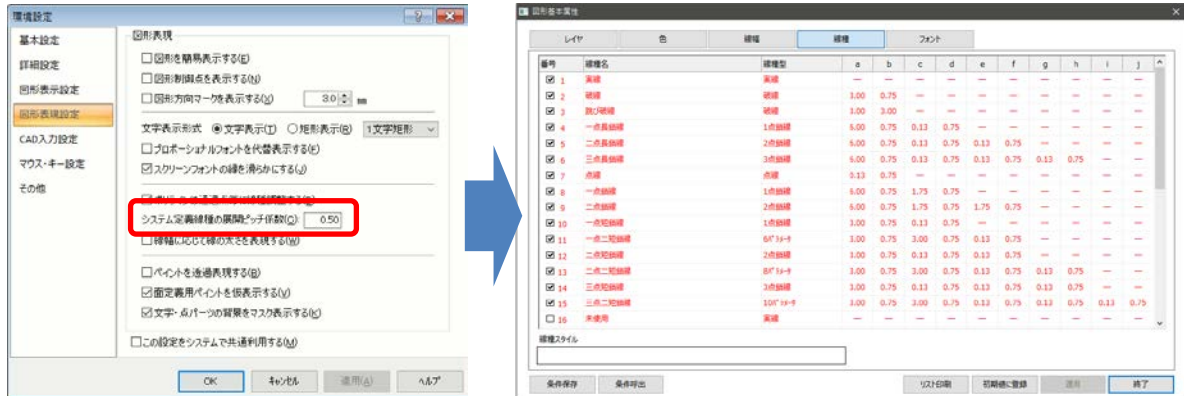 環境設定
基本設定
詳細設定
図形表示設定
図形表現設定
CAD入力設定
マウス・キー設定
その他
図形表現
図形を簡易表示する(E)
図形制御点を表示する(N)
図形方向マークを表示する(Y) 3.0 mm
文字表示形式 文字表示(T) 矩形表示(R) 1文字矩形
プロポーショナルフォントを代替表示する(F)
スクリーンフォントの縁を滑らかにする(J)
システム定義線種の展開ピッチ係数(Q): 0.50
線幅に応じて線の太さを表現する(W)
ペイントを透過表現する(B)
面定義用ペイントを仮表示する(V)
文字・点パーツの背景をマスク表示する(K)
この設定をシステムで共通利用する(M)
OK キャンセル 適用(A) ヘルプ
図形基本属性
レイヤ 色 線幅 線種 フォント
番号 線種名 線種型 a b c d e f g h i j
1 実線 実線 — — — — — — — — — —
2 破線 破線 3.00 0.75 — — — — — — — —
3 跳び破線 破線 3.00 3.00 — — — — — — — —
4 一点長鎖線 1点鎖線 6.00 0.75 0.13 0.75 — — — — — —
5 二点長鎖線 2点鎖線 6.00 0.75 0.13 0.75 0.13 0.75 — — — —
6 三点長鎖線 3点鎖線 6.00 0.75 0.13 0.75 0.13 0.75 0.13 0.75 — —
7 点線 点線 0.13 0.75 — — — — — — — —
8 一点鎖線 1点鎖線 6.00 0.75 1.75 0.75 — — — — — —
9 二点鎖線 2点鎖線 6.00 0.75 1.75 0.75 1.75 0.75 — — — —
10 一点短鎖線 1点鎖線 3.00 0.75 0.13 0.75 — — — — — —
11 一点二短鎖線 6パラメータ 3.00 0.75 3.00 0.75 0.13 0.75 — — — —
12 二点短鎖線 2点鎖線 3.00 0.75 0.13 0.75 0.13 0.75 — — — —
13 二点二短鎖線 8パラメータ 3.00 0.75 3.00 0.75 0.13 0.75 0.13 0.75 — —
14 三点短鎖線 3点鎖線 3.00 0.75 0.13 0.75 0.13 0.75 0.13 0.75 — —
15 三点二短鎖線 10パラメータ 3.00 0.75 3.00 0.75 0.13 0.75 0.13 0.75 0.13 0.75
16 未使用 実線 — — — — — — — — — —
線種スタイル
条件保存 条件呼出 リスト印刷 初期値に登録 適用 終了